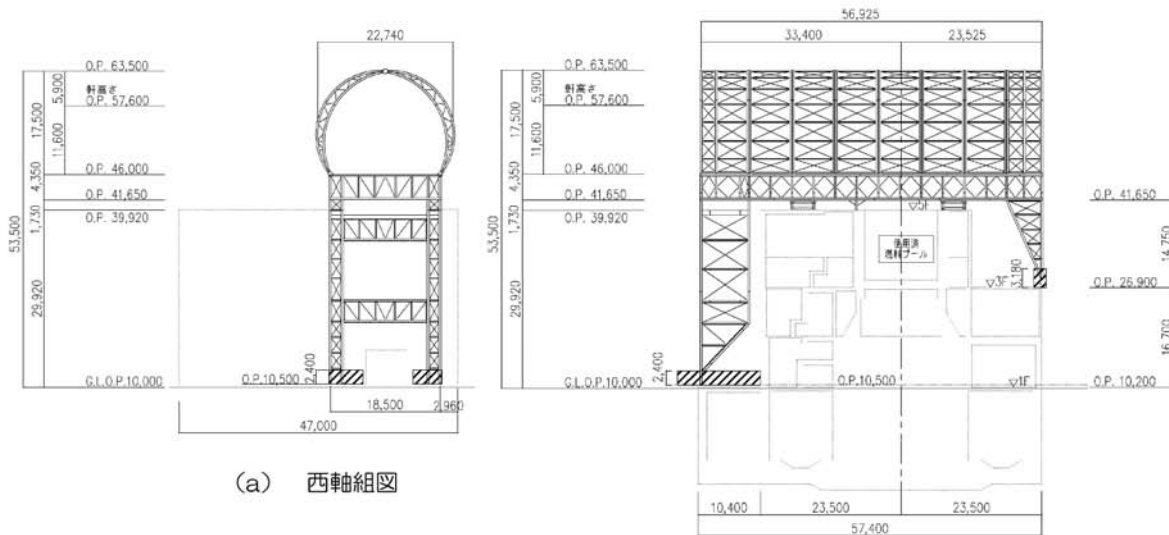 22,740
O.P. 63,500
軒高さ
O.P. 57,600
O.P. 46,000
O.P. 41,650
O.P. 39,920
G.L.O.P.10,000
53,500
17,500
4,350
1,730
29,920
5,900
11,600
2,400
O.P.10,500
18,500
2,960
47,000
(a) 西軸組図
56,925
33,400
23,525
O.P. 63,500
軒高さ
O.P. 57,600
O.P. 46,000
O.P. 41,650
O.P. 39,920
G.L.O.P.10,000
53,500
17,500
4,350
1,730
29,920
5,900
11,600
2,400
▽5F
使用済
燃料プール
▽3F
3,180
O.P.10,500
▽1F
O.P. 41,650
14,750
O.P. 26,900
16,700
O.P. 10,200
10,400
23,500
23,500
57,400